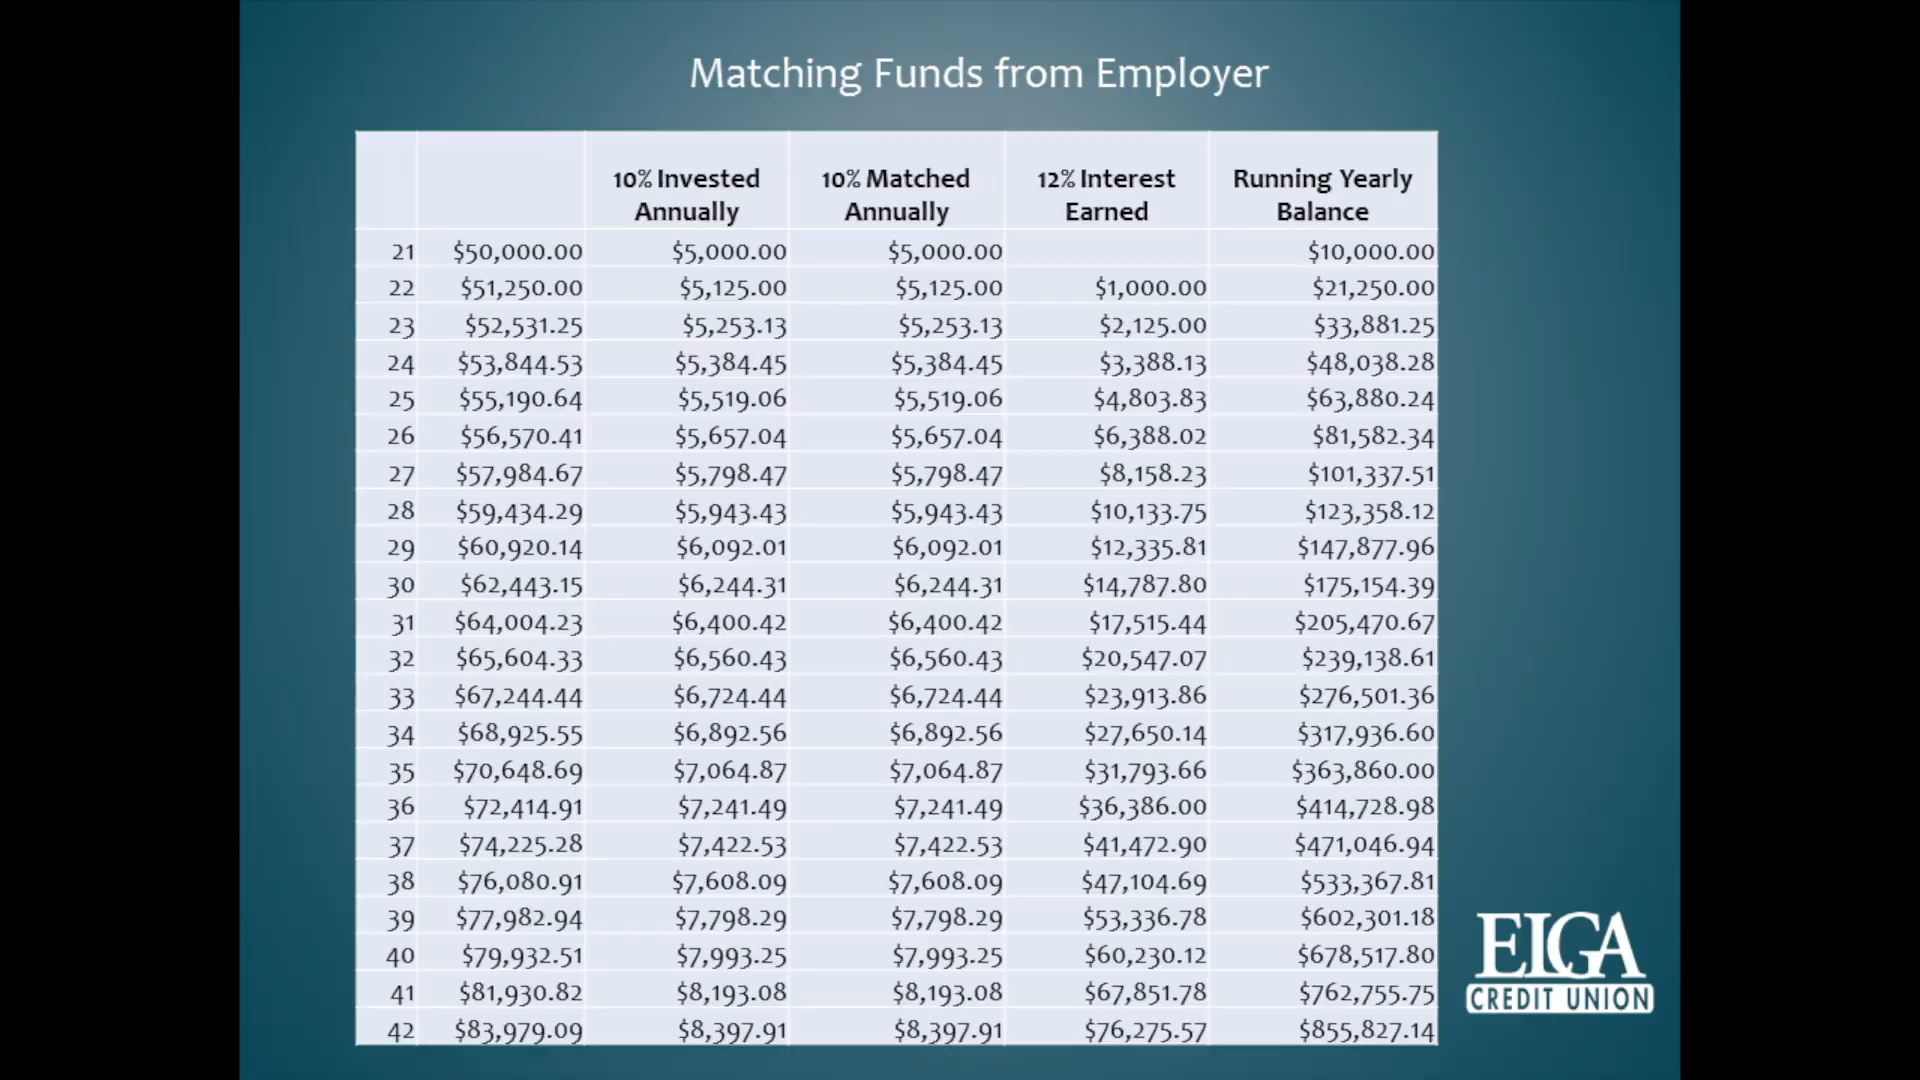 Matching Funds from Employer
10% Invested Annually 10% Matched Annually 12% Interest Earned Running Yearly Balance
21 $50,000.00 $5,000.00 $5,000.00 $10,000.00
22 $51,250.00 $5,125.00 $5,125.00 $1,000.00 $21,250.00
23 $52,531.25 $5,253.13 $5,253.13 $2,125.00 $33,881.25
24 $53,844.53 $5,384.45 $5,384.45 $3,388.13 $48,038.28
25 $55,190.64 $5,519.06 $5,519.06 $4,803.83 $63,880.24
26 $56,570.41 $5,657.04 $5,657.04 $6,388.02 $81,582.34
27 $57,984.67 $5,798.47 $5,798.47 $8,158.23 $101,337.51
28 $59,434.29 $5,943.43 $5,943.43 $10,133.75 $123,358.12
29 $60,920.14 $6,092.01 $6,092.01 $12,335.81 $147,877.96
30 $62,443.15 $6,244.31 $6,244.31 $14,787.80 $175,154.39
31 $64,004.23 $6,400.42 $6,400.42 $17,515.44 $205,470.67
32 $65,604.33 $6,560.43 $6,560.43 $20,547.07 $239,138.61
33 $67,244.44 $6,724.44 $6,724.44 $23,913.86 $276,501.36
34 $68,925.55 $6,892.56 $6,892.56 $27,650.14 $317,936.60
35 $70,648.69 $7,064.87 $7,064.87 $31,793.66 $363,860.00
36 $72,414.91 $7,241.49 $7,241.49 $36,386.00 $414,728.98
37 $74,225.28 $7,422.53 $7,422.53 $41,472.90 $471,046.94
38 $76,080.91 $7,608.09 $7,608.09 $47,104.69 $533,367.81
39 $77,982.94 $7,798.29 $7,798.29 $53,336.78 $602,301.18
40 $79,932.51 $7,993.25 $7,993.25 $60,230.12 $678,517.80
41 $81,930.82 $8,193.08 $8,193.08 $67,851.78 $762,755.75
42 $83,979.09 $8,397.91 $8,397.91 $76,275.57 $855,827.14
EIGA
CREDIT UNION